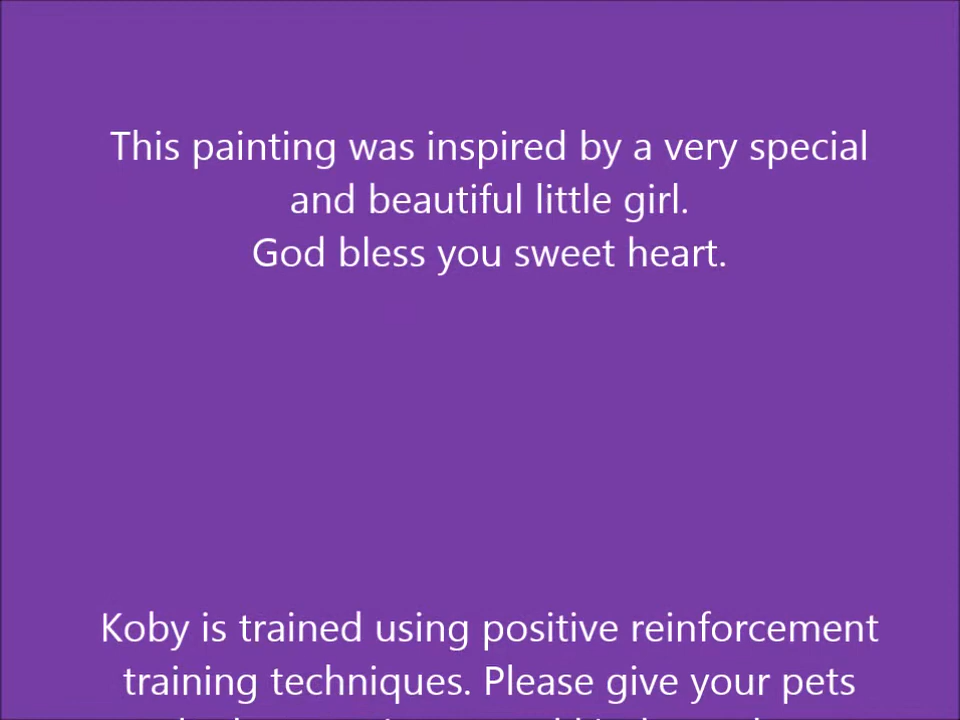 This painting was inspired by a very special
and beautiful little girl.
God bless you sweet heart.
Koby is trained using positive reinforcement
training techniques. Please give your pets